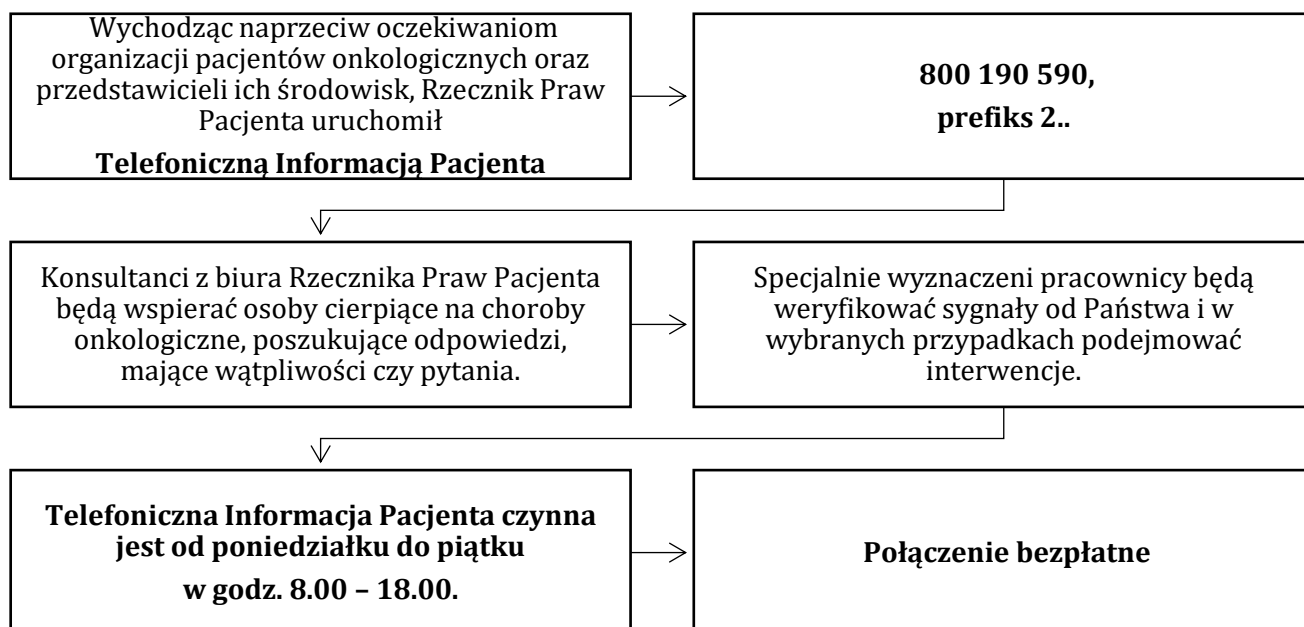 Wychodząc naprzeciw oczekiwaniom
organizacji pacjentów onkologicznych oraz
przedstawicieli ich środowisk, Rzecznik Praw
Pacjenta uruchomił
Telefoniczną Informacją Pacjenta
800 190 590,
prefiks 2..
Konsultanci z biura Rzecznika Praw Pacjenta
będą wspierać osoby cierpiące na choroby
onkologiczne, poszukujące odpowiedzi,
mające wątpliwości czy pytania.
Specjalnie wyznaczeni pracownicy będą
weryfikować sygnały od Państwa i w
wybranych przypadkach podejmować
interwencje.
Telefoniczna Informacja Pacjenta czynna
jest od poniedziałku do piątku
w godz. 8.00 – 18.00.
Połączenie bezpłatne